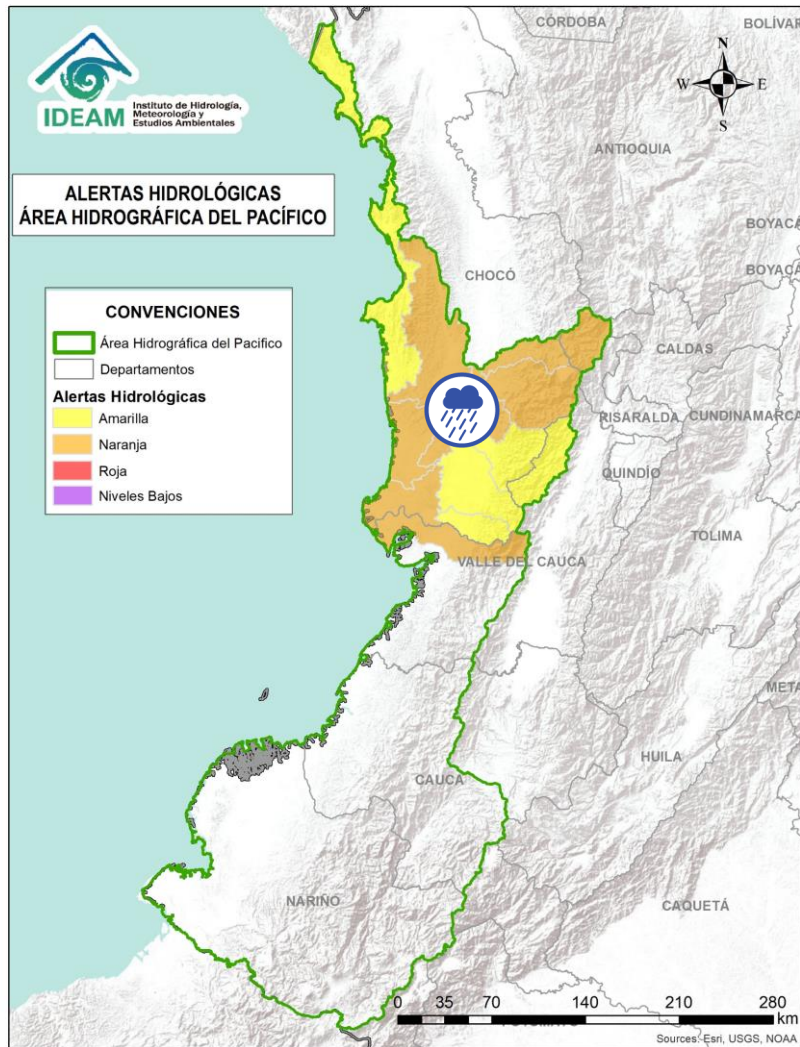 IDEAM
Instituto de Hidrología,
Meteorología y
Estudios Ambientales
ALERTAS HIDROLÓGICAS
ÁREA HIDROGRÁFICA DEL PACÍFICO
CONVENCIONES
Área Hidrográfica del Pacifico
Departamentos
Alertas Hidrológicas
Amarilla
Naranja
Roja
Niveles Bajos
N
W
E
S
CÓRDOBA
BOLÍVAR
ANTIOQUIA
BOYACÁ
BOYACÁ
CHOCÓ
CALDAS
RISARALDA
CUNDINAMARCA
QUINDÍO
TOLIMA
VALLE DEL CAUCA
META
HUILA
CAUCA
NARIÑO
CAQUETÁ
0 35 70 140 210 280
km
Sources: Esri, USGS, NOAA